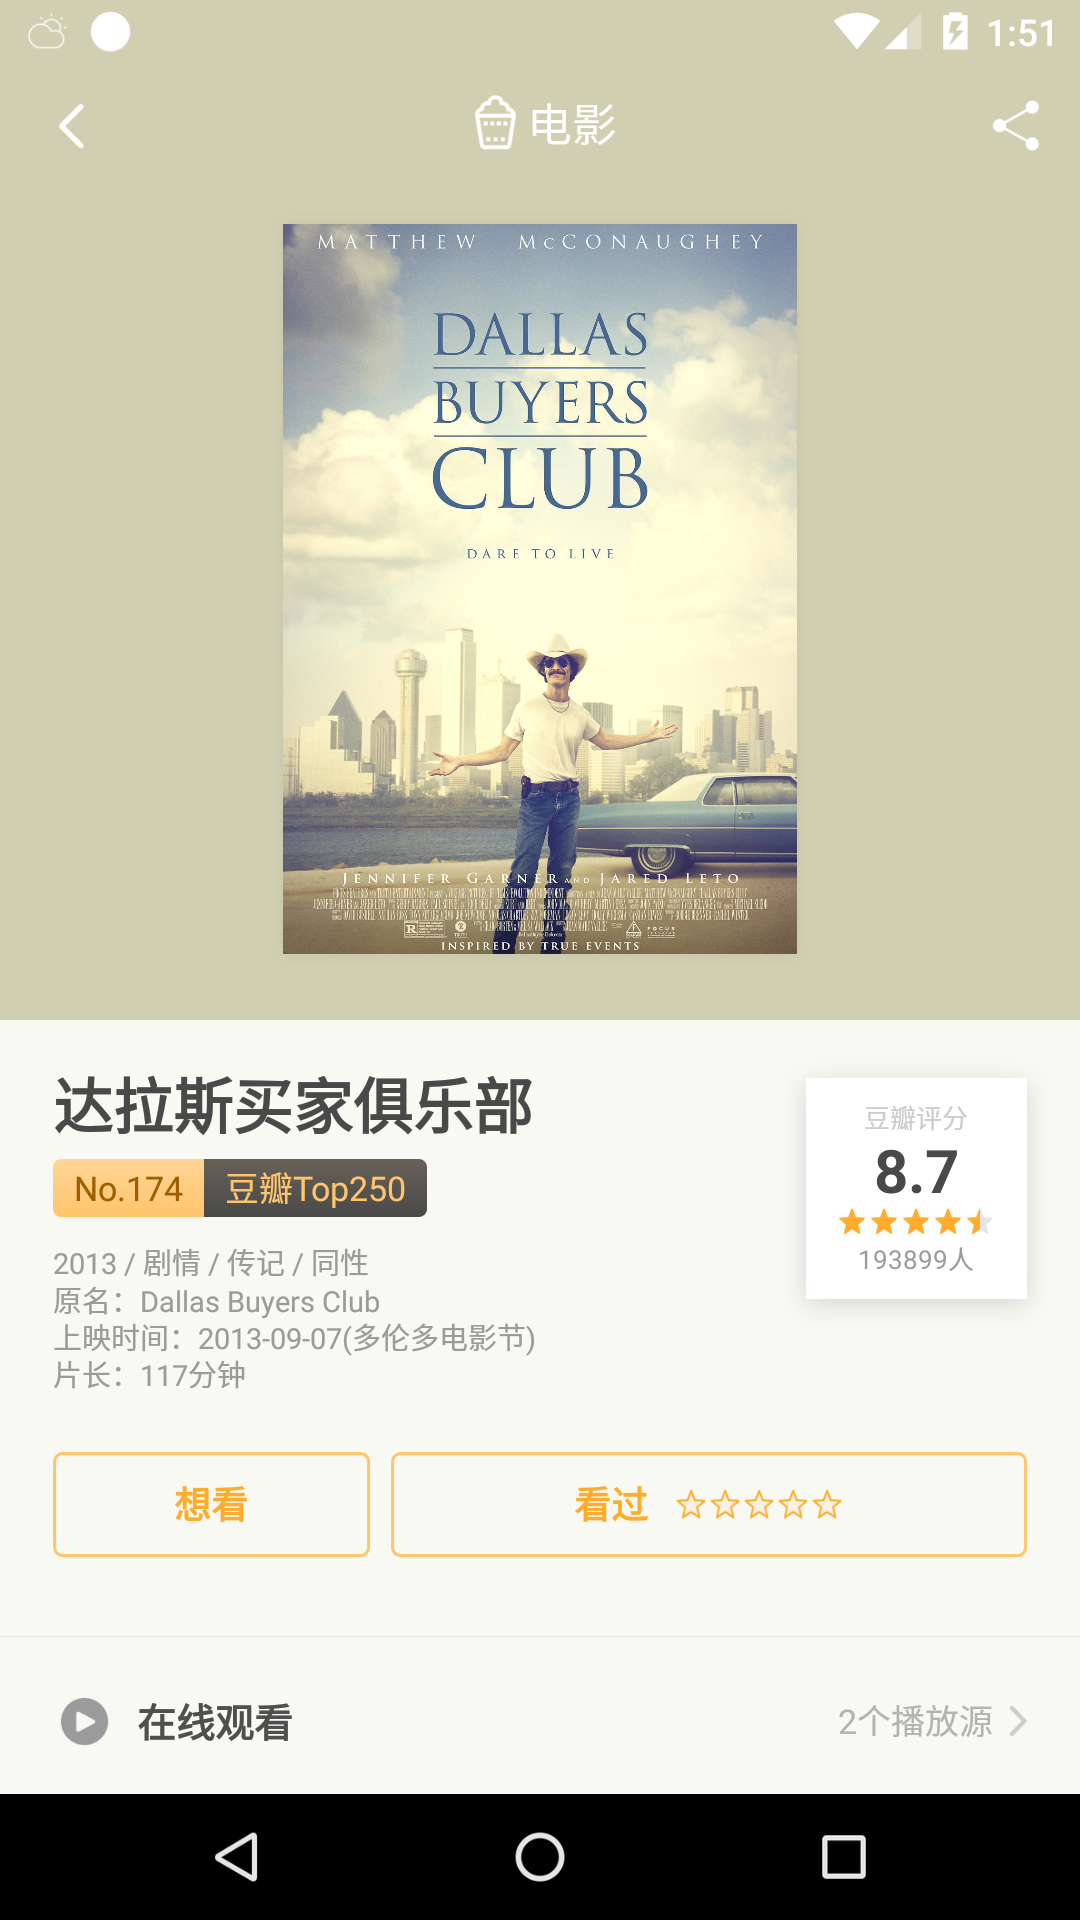 1:51
电影
MATTHEW McCONAUGHEY
DALLAS
BUYERS
CLUB
DARE TO LIVE
JENNIFER GARNER AND JARED LETO
INSPIRED BY TRUE EVENTS
达拉斯买家俱乐部
No.174 豆瓣Top250
2013 / 剧情 / 传记 / 同性
原名：Dallas Buyers Club
上映时间：2013-09-07(多伦多电影节)
片长：117分钟
豆瓣评分
8.7
193899人
想看
看过
在线观看
2个播放源